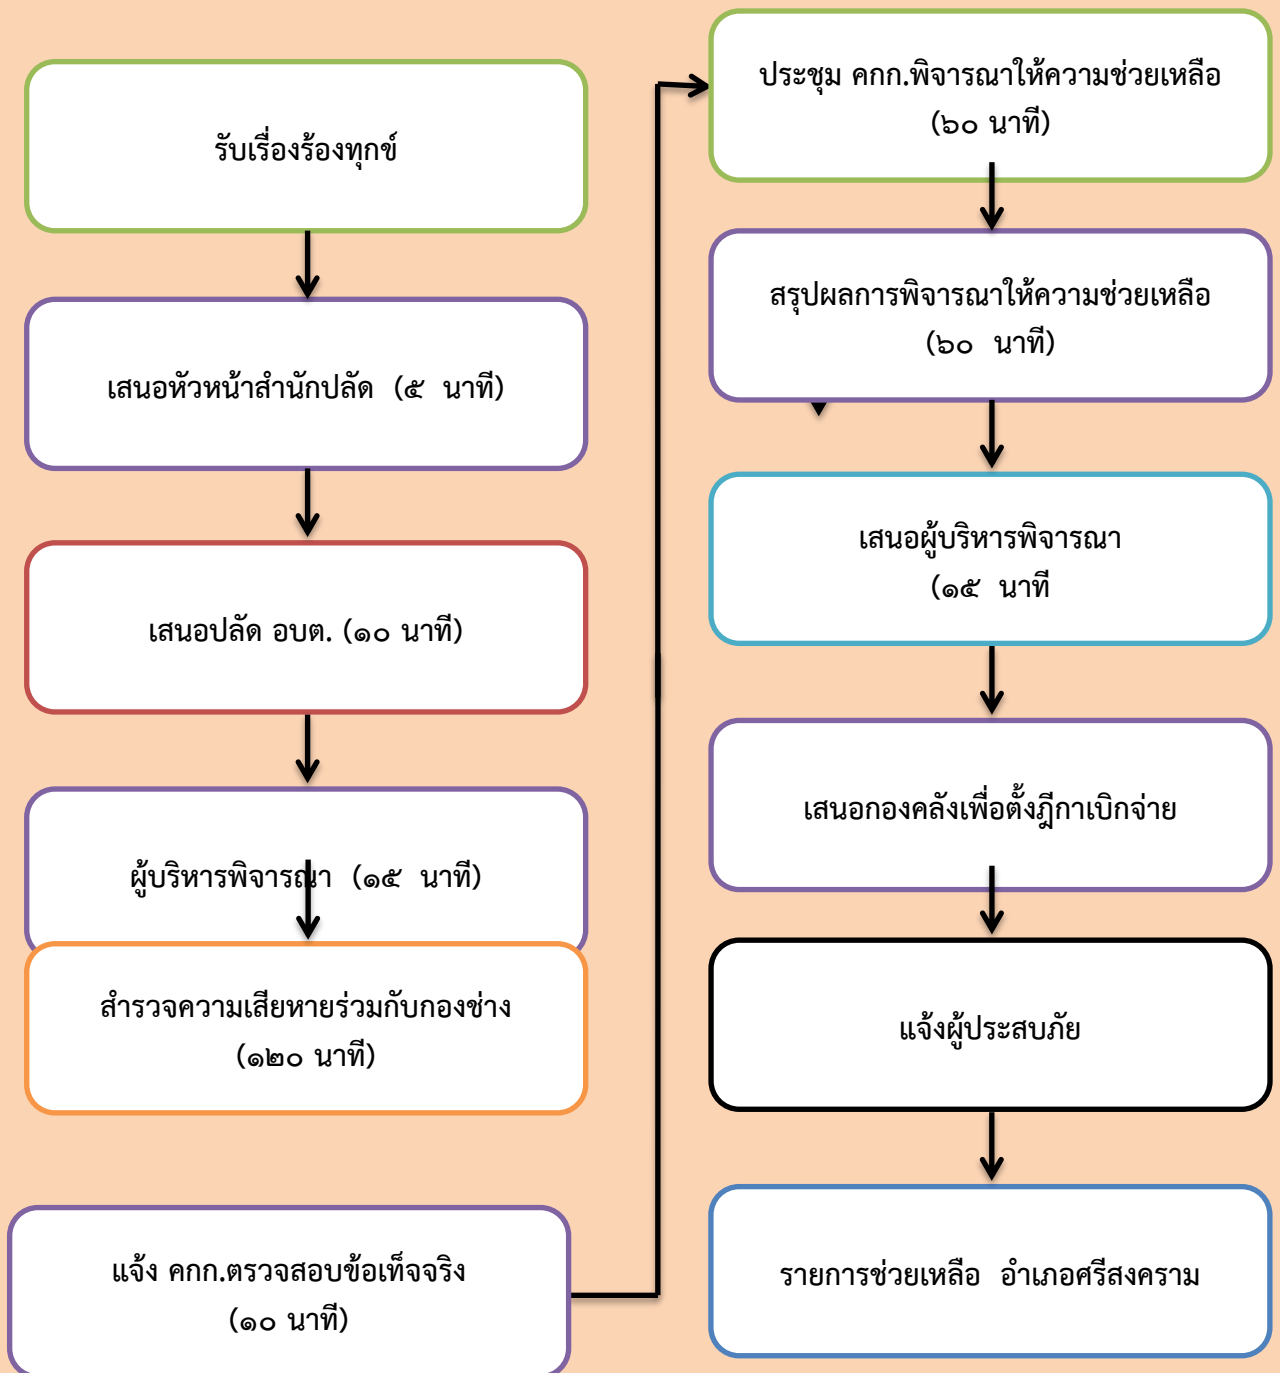 รับเรื่องร้องทุกข์
เสนอหัวหน้าสำนักปลัด (๕ นาที)
เสนอปลัด อบต. (๑๐ นาที)
ผู้บริหารพิจารณา (๑๕ นาที)
สำรวจความเสียหายร่วมกับกองช่าง
(๑๒๐ นาที)
แจ้ง คกก.ตรวจสอบข้อเท็จจริง
(๑๐ นาที)
ประชุม คกก.พิจารณาให้ความช่วยเหลือ
(๖๐ นาที)
สรุปผลการพิจารณาให้ความช่วยเหลือ
(๖๐ นาที)
เสนอผู้บริหารพิจารณา
(๑๕ นาที
เสนอกองคลังเพื่อตั้งฎีกาเบิกจ่าย
แจ้งผู้ประสบภัย
รายการช่วยเหลือ อำเภอศรีสงคราม